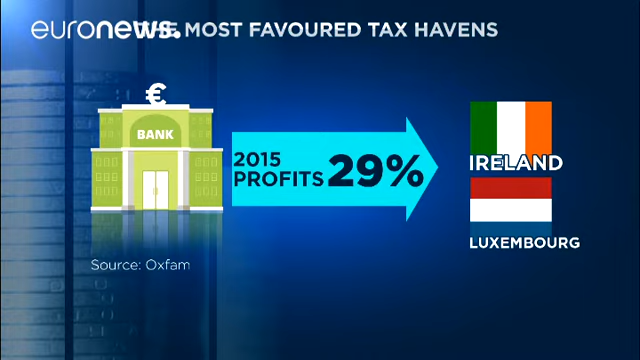 euronews.
MOST FAVOURED TAX HAVENS
€
BANK
2015
PROFITS 29%
IRELAND
LUXEMBOURG
Source: Oxfam